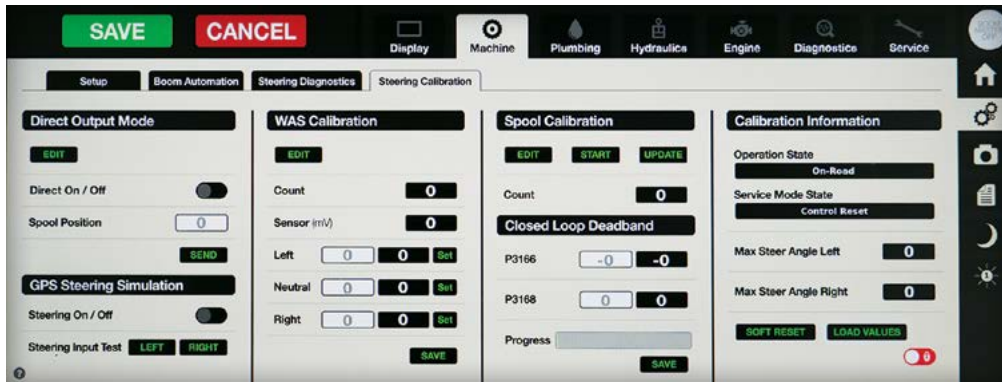 SAVE
CANCEL
Display
Machine
Plumbing
Hydraulics
Engine
Diagnostics
Service
Setup
Boom Automation
Steering Diagnostics
Steering Calibration
Direct Output Mode
EDIT
Direct On / Off
Spool Position
0
SEND
GPS Steering Simulation
Steering On / Off
Steering Input Test LEFT RIGHT
WAS Calibration
EDIT
Count 0
Sensor (mV) 0
Left 0 0 Set
Neutral 0 0 Set
Right 0 0 Set
SAVE
Spool Calibration
EDIT START UPDATE
Count 0
Closed Loop Deadband
P3166 -0 -0
P3168 0 0
Progress
SAVE
Calibration Information
Operation State
On-Road
Service Mode State
Control Reset
Max Steer Angle Left 0
Max Steer Angle Right 0
SOFT RESET LOAD VALUES